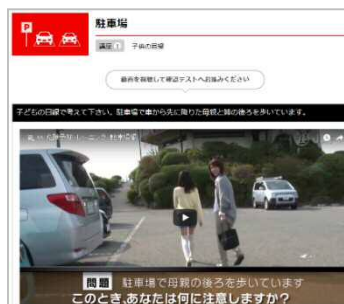 P
駐車場
講座 1 子供の目線
動画を視聴して確認テストへお進みください
子どもの目線で考えて下さい。駐車場で車から先に降りた母親と姉の後ろを歩いています。
問題 駐車場で母親の後ろを歩いています
このとき、あなたは何に注意しますか?